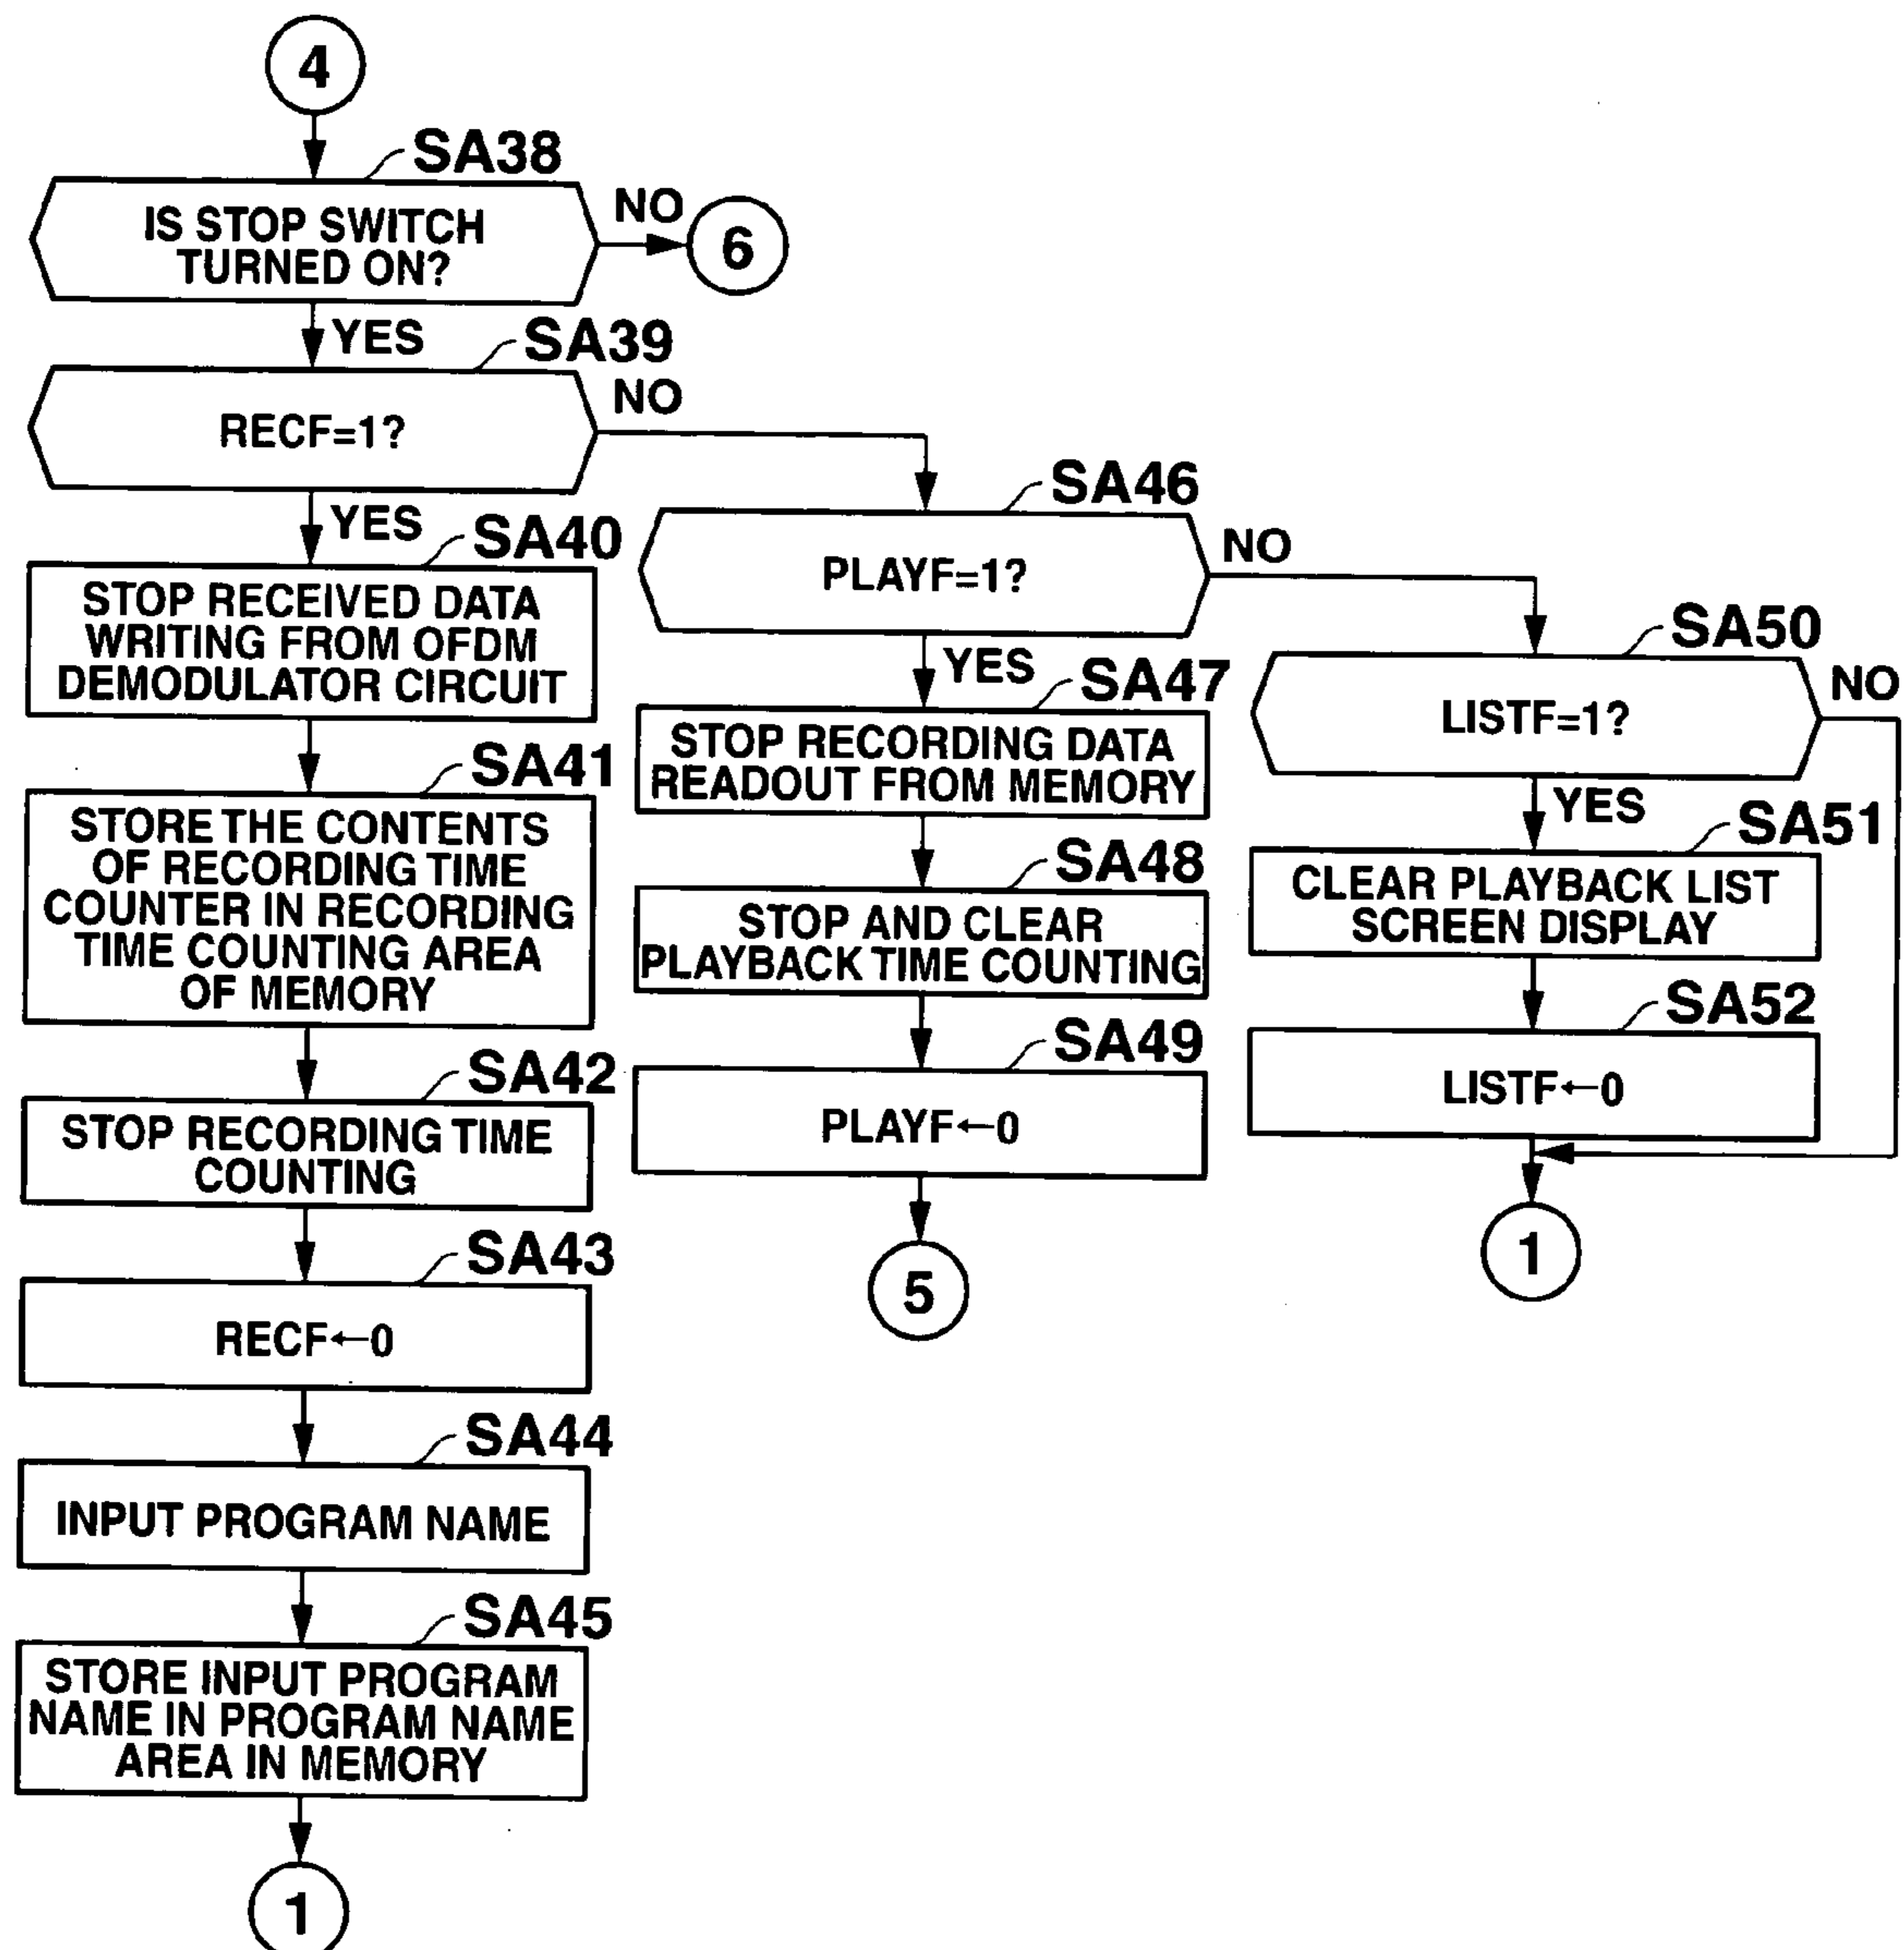 4
SA38
IS STOP SWITCH
TURNED ON?
NO
6
YES
SA39
RECF=1?
NO
YES
SA40
STOP RECEIVED DATA
WRITING FROM OFDM
DEMODULATOR CIRCUIT
SA41
STORE THE CONTENTS
OF RECORDING TIME
COUNTER IN RECORDING
TIME COUNTING AREA
OF MEMORY
SA42
STOP RECORDING TIME
COUNTING
SA43
RECF←0
SA44
INPUT PROGRAM NAME
SA45
STORE INPUT PROGRAM
NAME IN PROGRAM NAME
AREA IN MEMORY
1
SA46
PLAYF=1?
NO
YES
SA47
STOP RECORDING DATA
READOUT FROM MEMORY
SA48
STOP AND CLEAR
PLAYBACK TIME COUNTING
SA49
PLAYF←0
5
SA50
LISTF=1?
NO
YES
SA51
CLEAR PLAYBACK LIST
SCREEN DISPLAY
SA52
LISTF←0
1